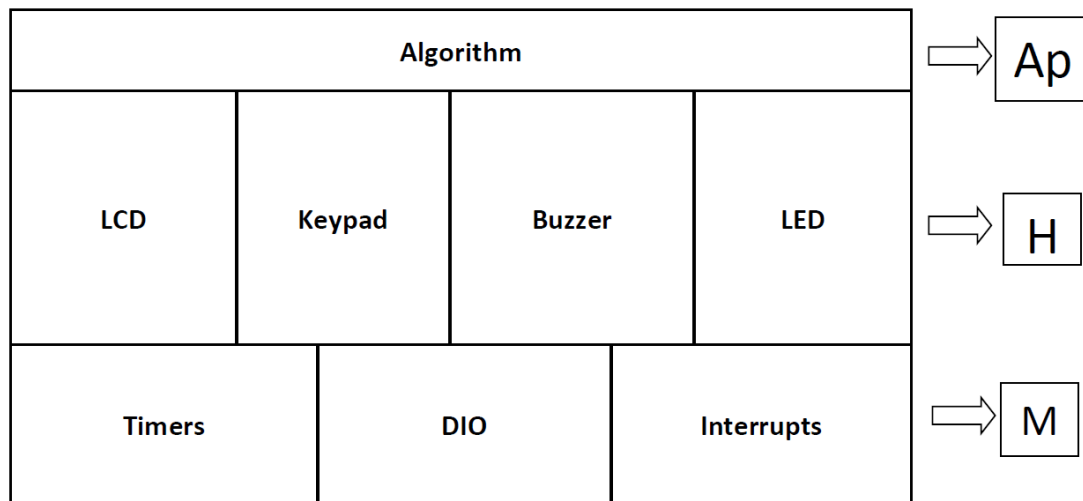 Algorithm
Ap
LCD
Keypad
Buzzer
LED
H
Timers
DIO
Interrupts
M